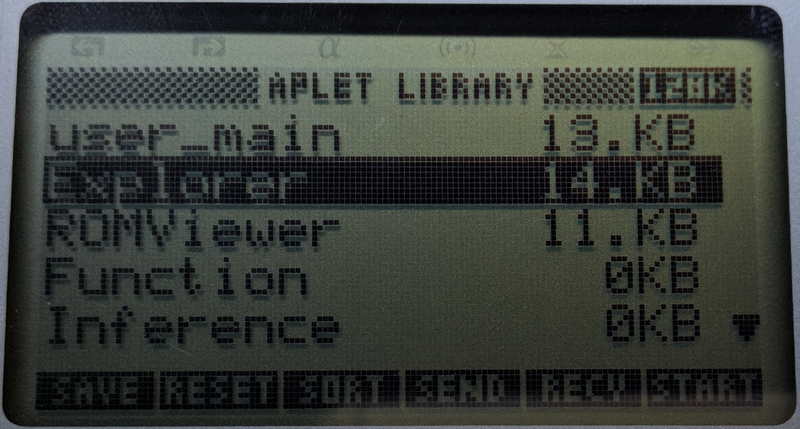 APLET LIBRARY 128K
user_main 13.KB
Explorer 14.KB
ROMViewer 11.KB
Function 0KB
Inference 0KB
SAVE RESET SORT SEND RECV START